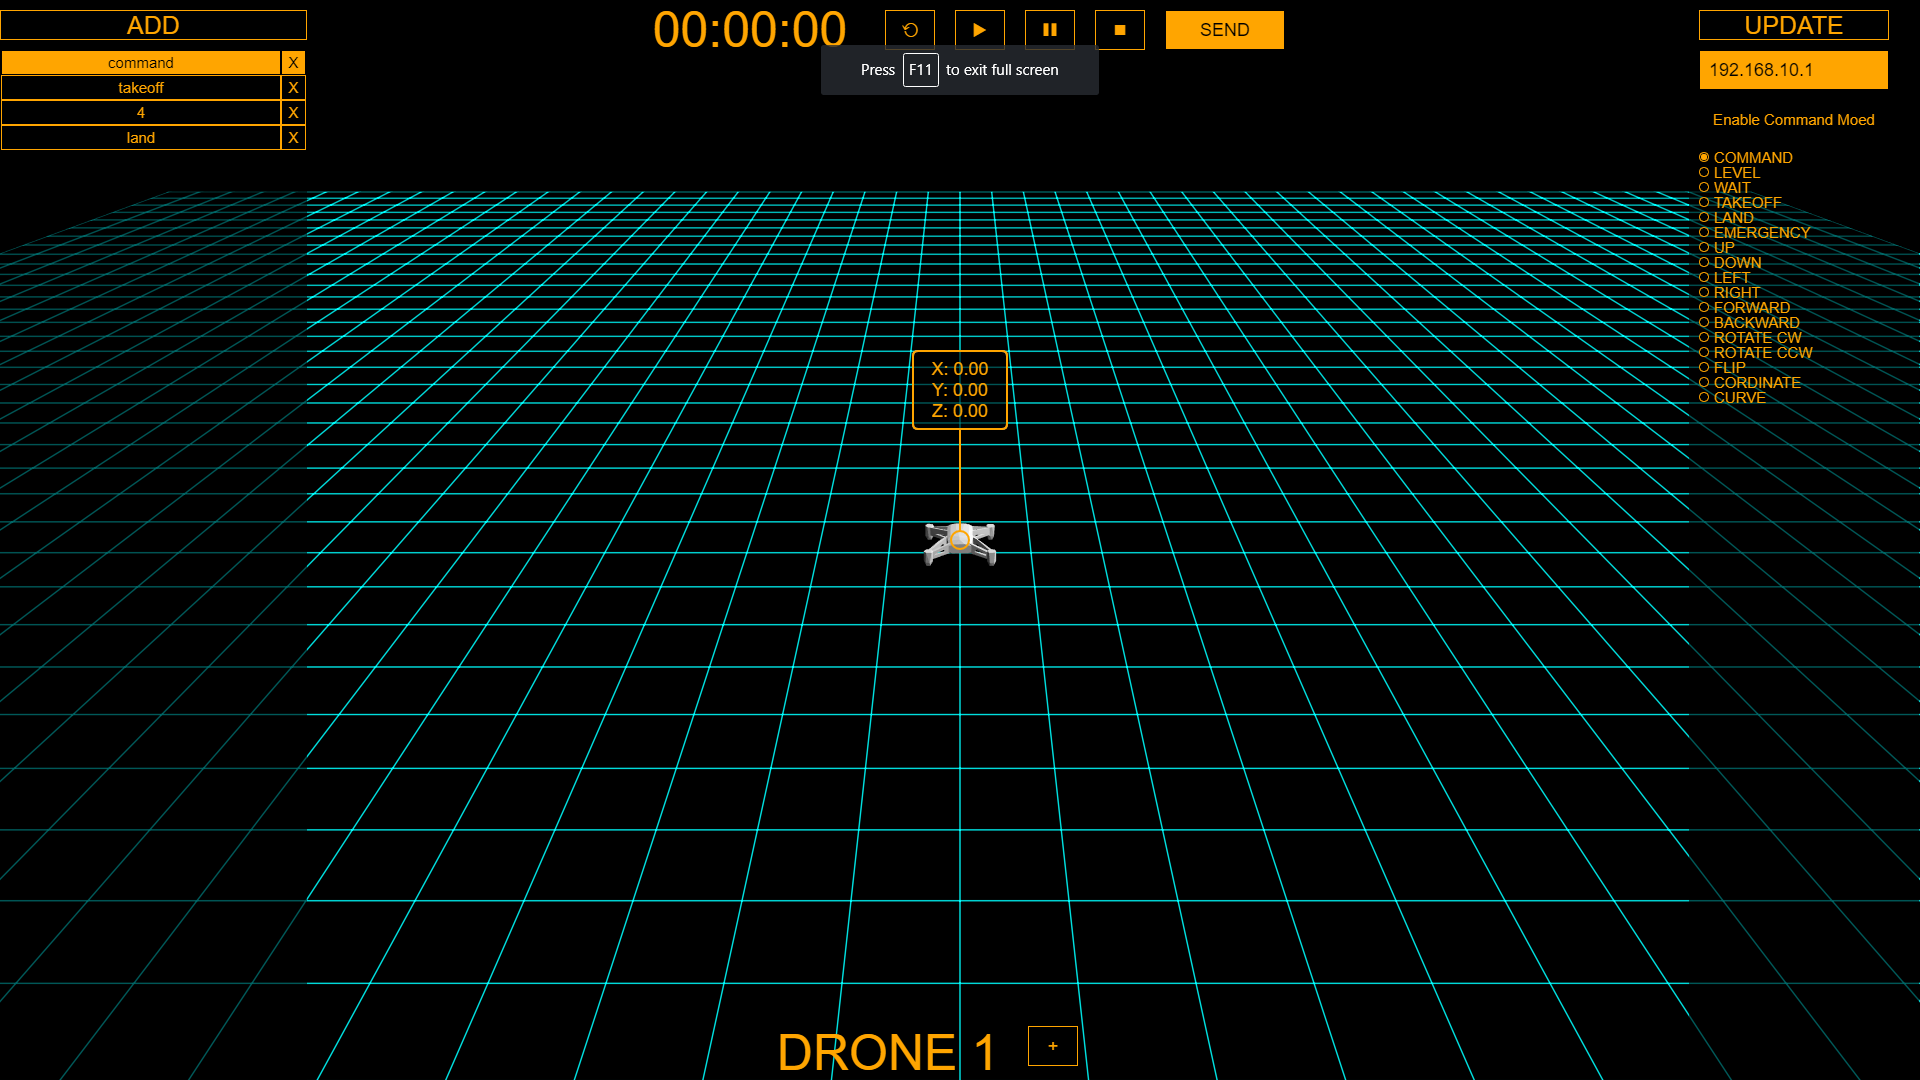 ADD
command X
takeoff X
4 X
land X
00:00:00
SEND
Press F11 to exit full screen
UPDATE
192.168.10.1
Enable Command Moed
COMMAND
LEVEL
WAIT
TAKEOFF
LAND
EMERGENCY
UP
DOWN
LEFT
RIGHT
FORWARD
BACKWARD
ROTATE CW
ROTATE CCW
FLIP
CORDINATE
CURVE
X: 0.00
Y: 0.00
Z: 0.00
DRONE 1 +